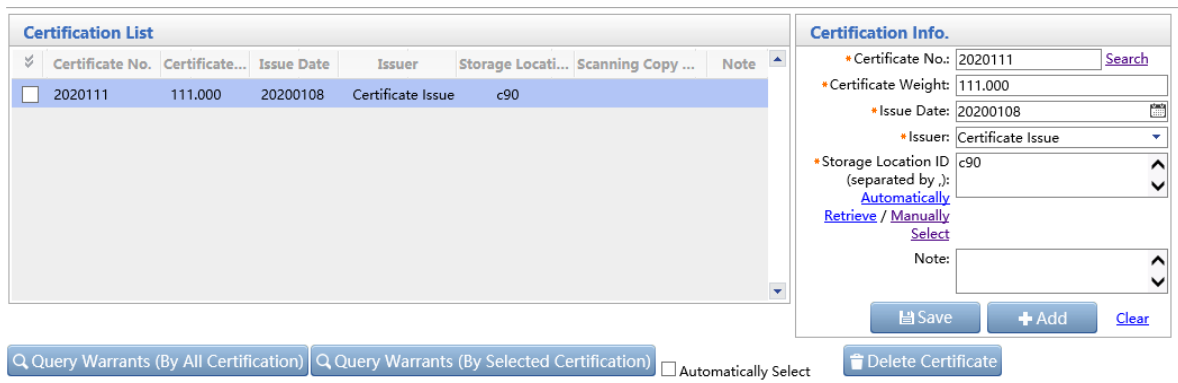 Certification List
Certificate No. Certificate... Issue Date Issuer Storage Locati... Scanning Copy ... Note
2020111 111.000 20200108 Certificate Issue c90
Certification Info.
*Certificate No.: 2020111 Search
*Certificate Weight: 111.000
*Issue Date: 20200108
*Issuer: Certificate Issue
*Storage Location ID c90
(separated by ,):
Automatically
Retrieve / Manually
Select
Note:
Save Add Clear
Query Warrants (By All Certification) Query Warrants (By Selected Certification) Automatically Select Delete Certificate